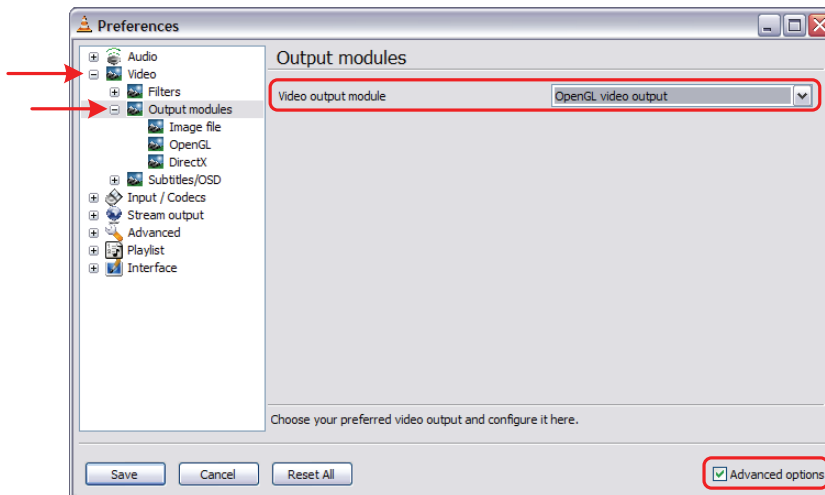 Preferences
Audio
Video
Filters
Output modules
Image file
OpenGL
DirectX
Subtitles/OSD
Input / Codecs
Stream output
Advanced
Playlist
Interface
Output modules
Video output module
OpenGL video output
Choose your preferred video output and configure it here.
Save
Cancel
Reset All
Advanced options